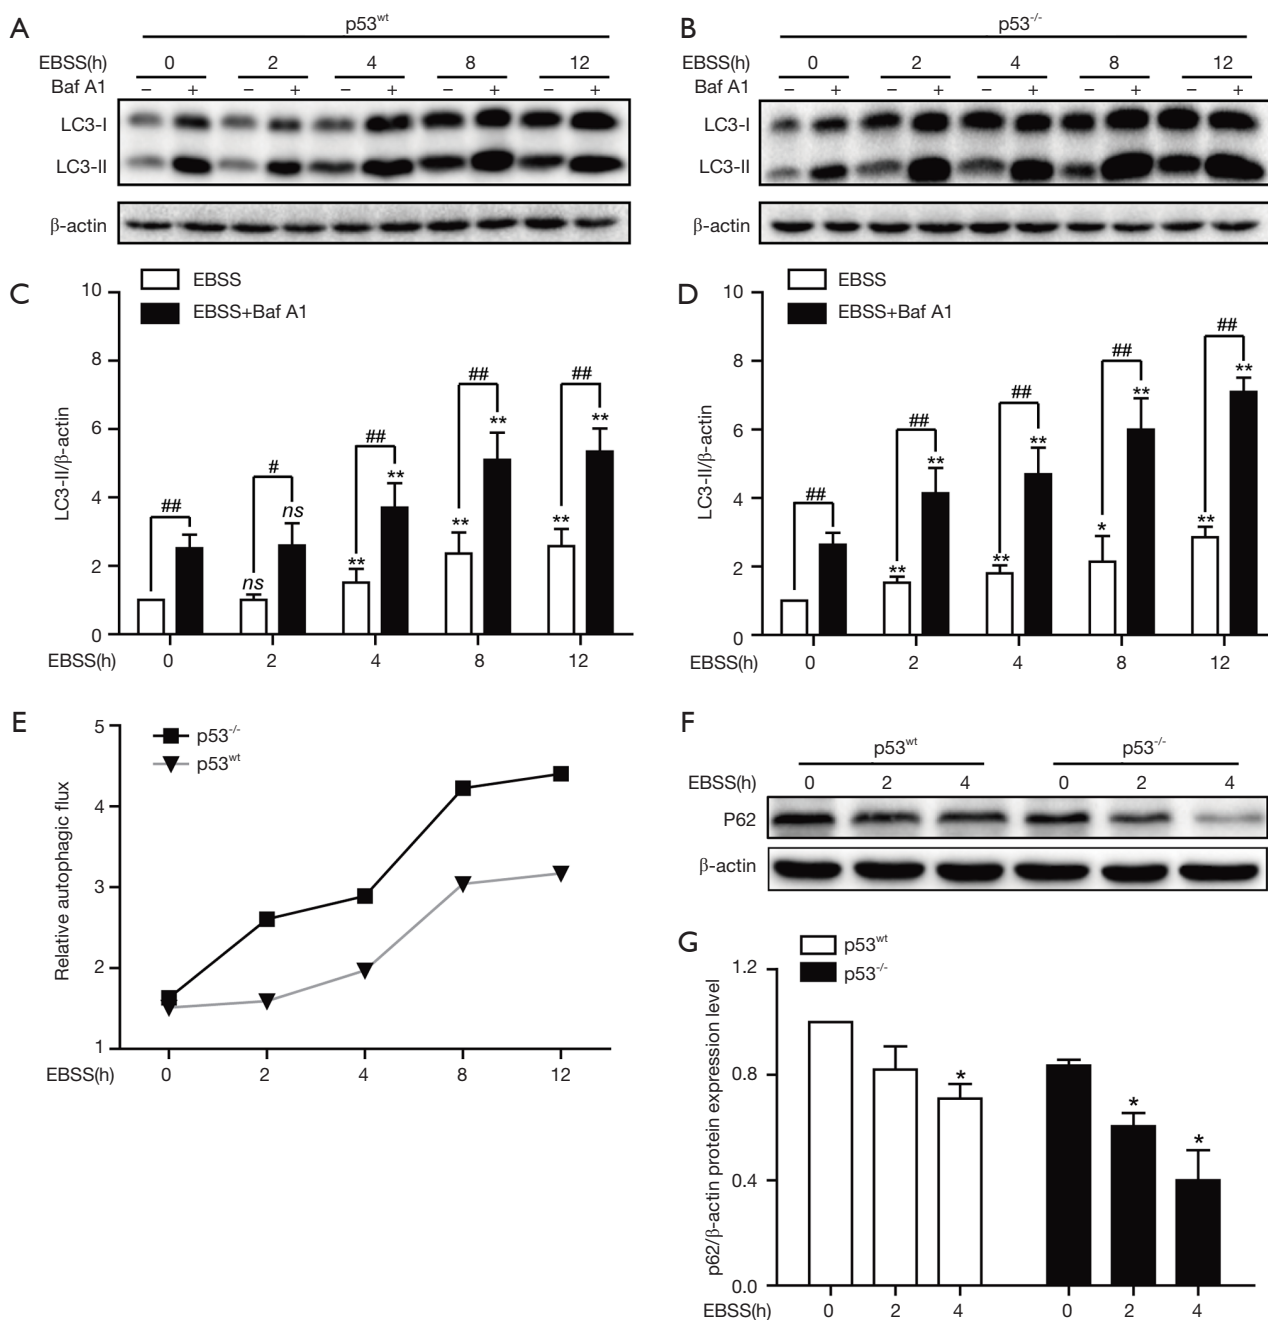 A
p53wt
EBSS(h) 0 2 4 8 12
Baf A1 − + − + − + − + − +
LC3-I
LC3-II
β-actin
B
p53-/-
EBSS(h) 0 2 4 8 12
Baf A1 − + − + − + − + − +
LC3-I
LC3-II
β-actin
C
EBSS
EBSS+Baf A1
LC3-II/β-actin
10
8
6
4
2
0
## # ## ## ##
ns ns ** ** ** ** ** **
EBSS(h) 0 2 4 8 12
D
EBSS
EBSS+Baf A1
LC3-II/β-actin
10
8
6
4
2
0
## ## ## ## ##
** ** ** ** * ** ** **
EBSS(h) 0 2 4 8 12
E
p53-/-
p53wt
Relative autophagic flux
5
4
3
2
1
EBSS(h) 0 2 4 8 12
F
p53wt p53-/-
EBSS(h) 0 2 4 0 2 4
P62
β-actin
G
p53wt
p53-/-
p62/β-actin protein expression level
1.2
0.8
0.4
0.0
* * *
EBSS(h) 0 2 4 0 2 4